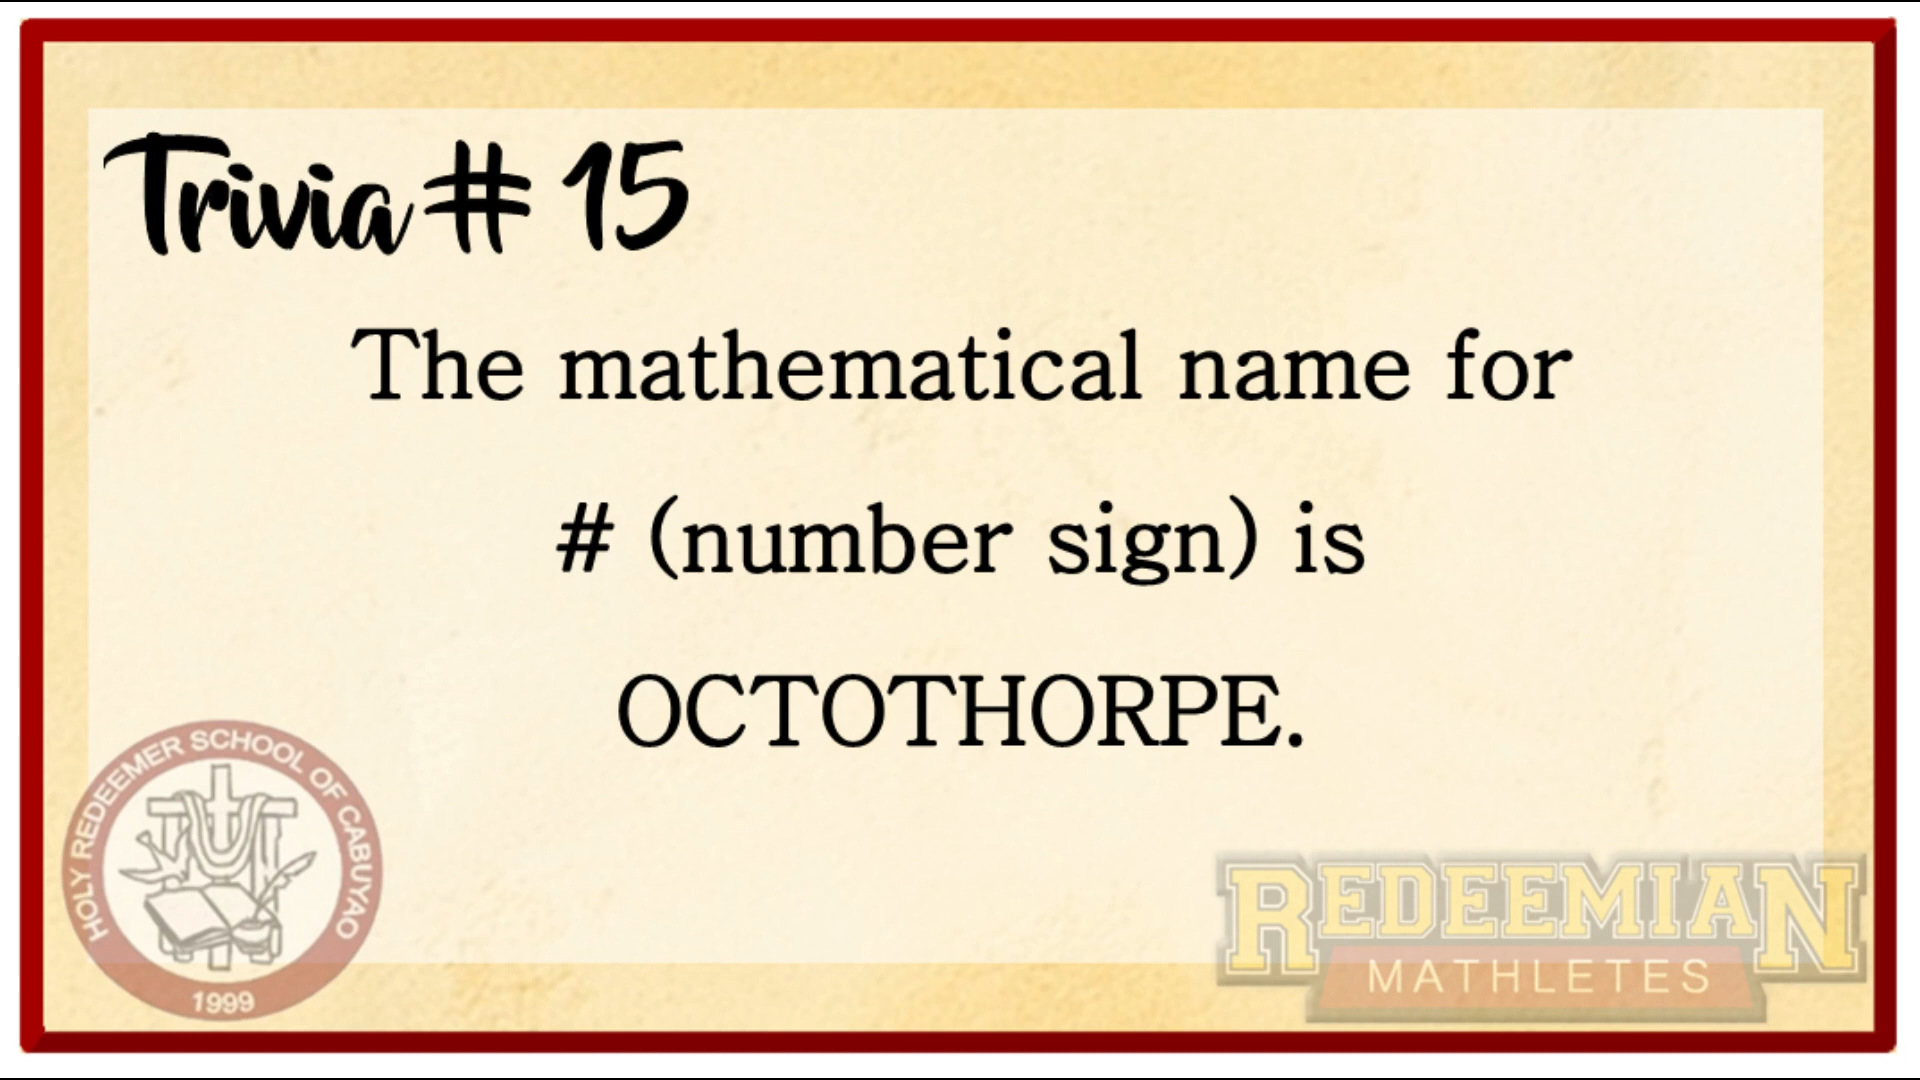 Trivia # 15
The mathematical name for
# (number sign) is
OCTOTHORPE.
HOLY REDEEMER SCHOOL OF CABUYAO
1999
REDEEMIAN
MATHLETES